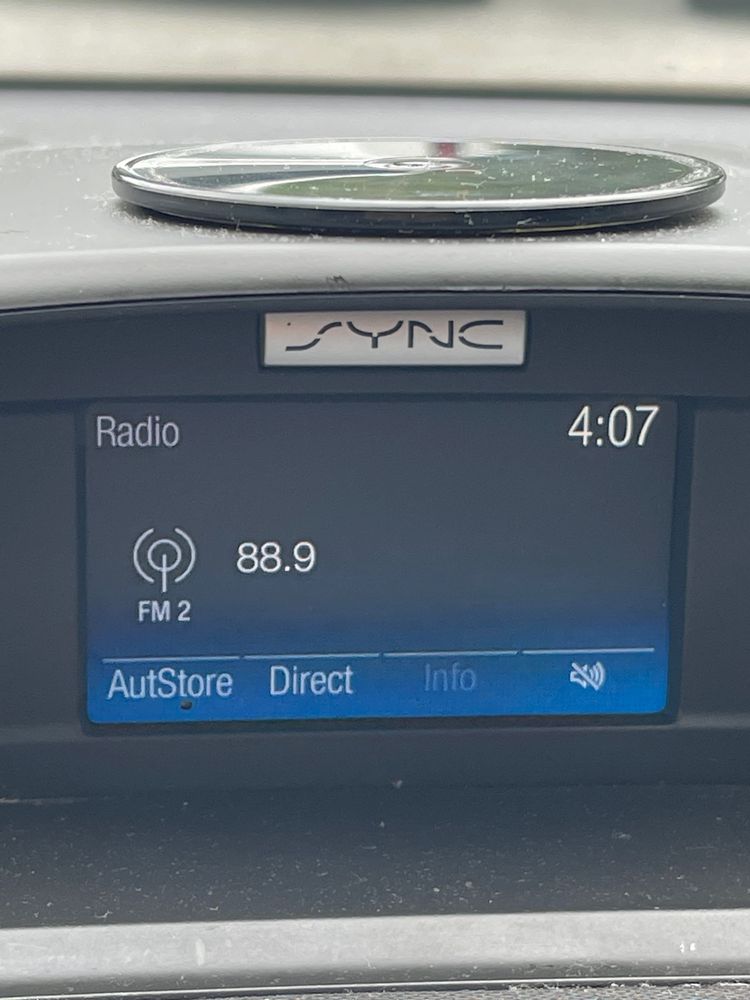 SYNC
Radio 4:07
88.9
FM 2
AutStore Direct Info